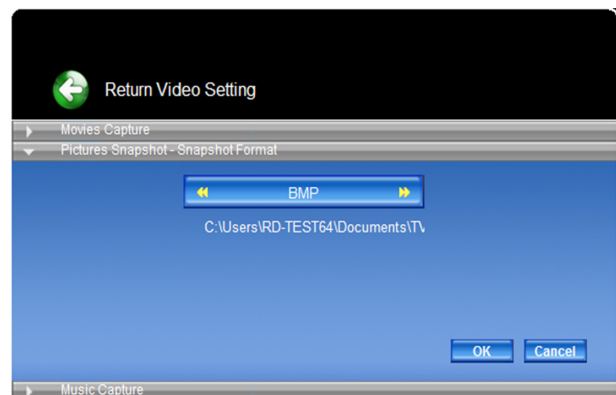 Return Video Setting
Movies Capture
Pictures Snapshot - Snapshot Format
BMP
C:\Users\RD-TEST64\Documents\TV
OK Cancel
Music Capture